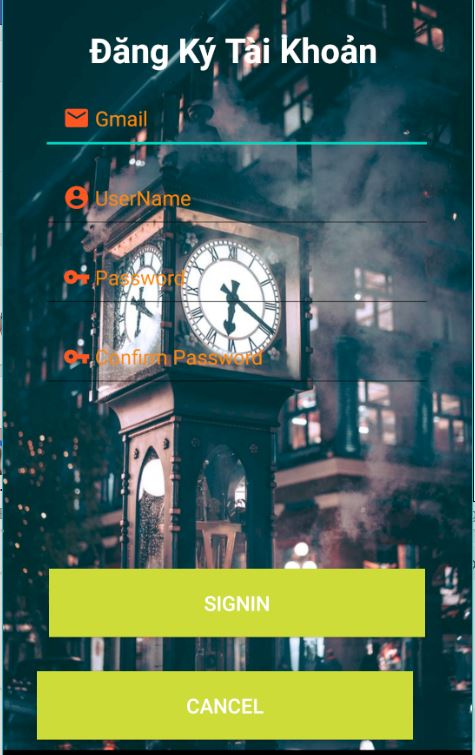 Đăng Ký Tài Khoản
Gmail
UserName
Password
Confirm Password
SIGNIN
CANCEL